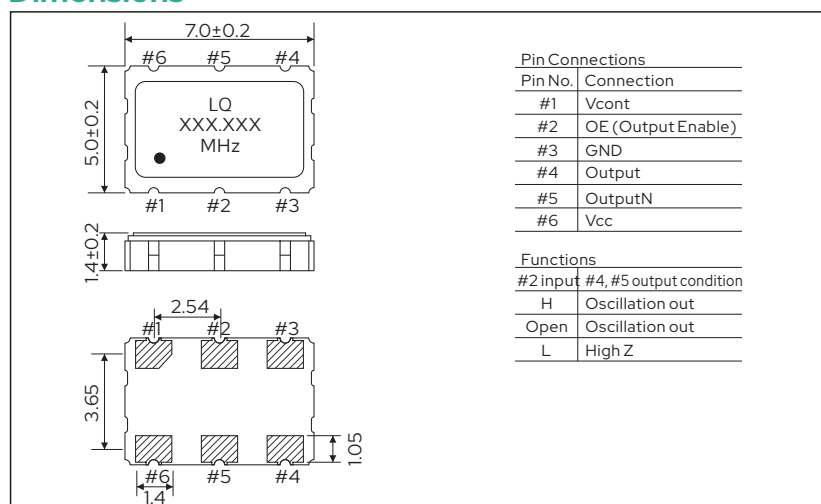 Dimensions
7.0±0.2
#6 #5 #4
5.0±0.2
LQ
XXX.XXX
MHz
#1 #2 #3
1.4±0.2
2.54
#1 #2 #3
3.65
1.05
#6 #5 #4
1.4
Pin Connections
Pin No. Connection
#1 Vcont
#2 OE (Output Enable)
#3 GND
#4 Output
#5 OutputN
#6 Vcc
Functions
#2 input #4, #5 output condition
H Oscillation out
Open Oscillation out
L High Z